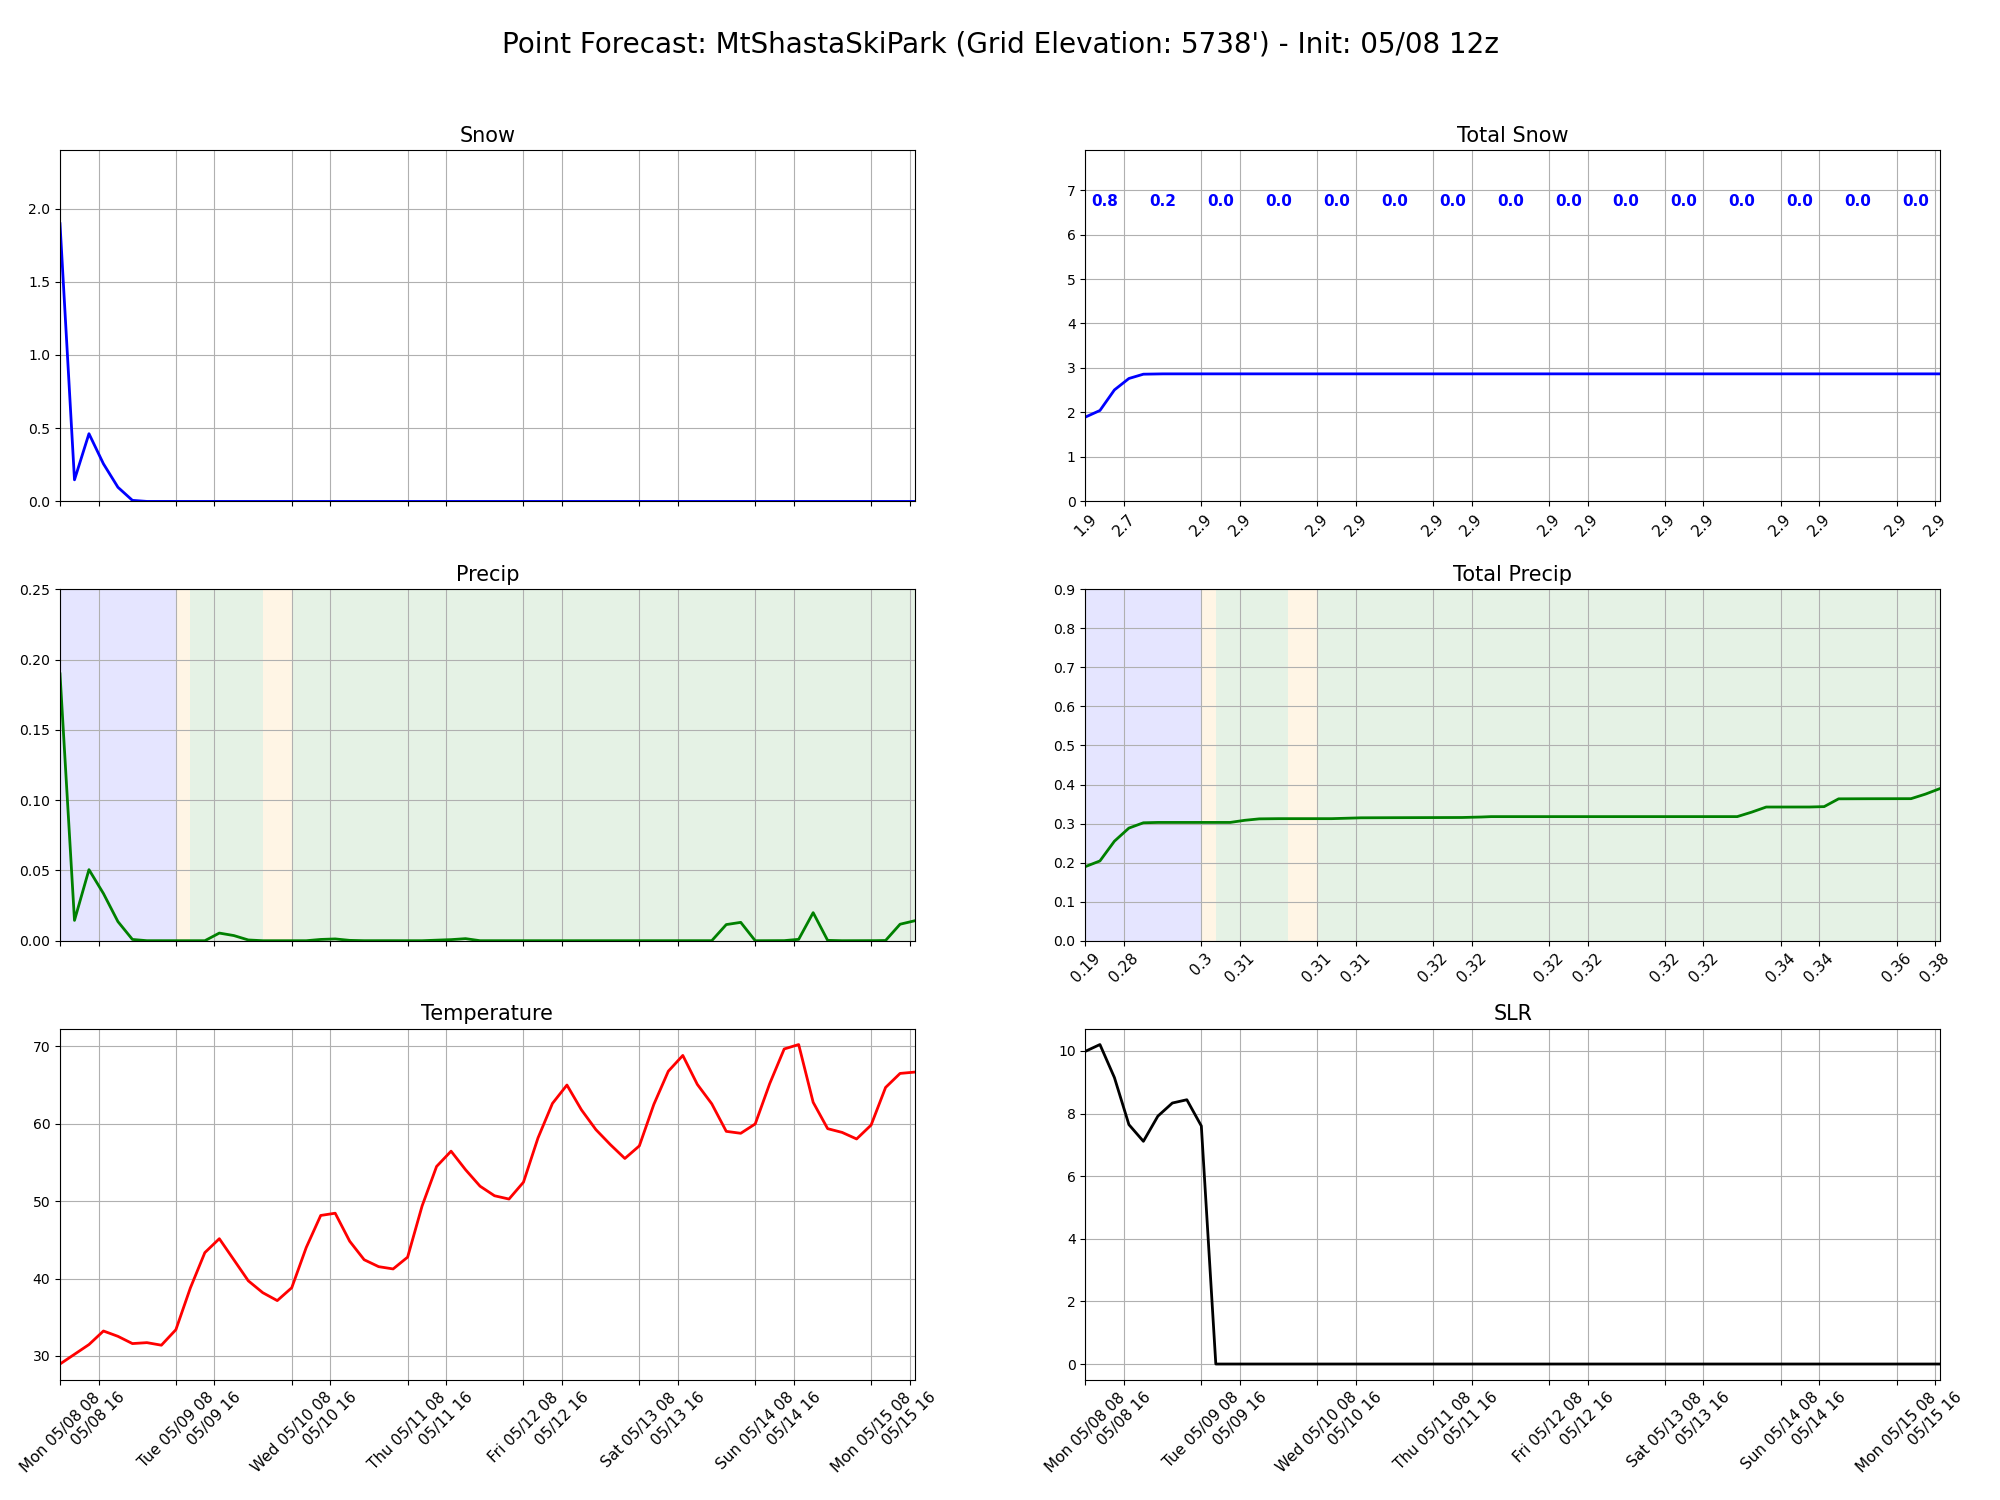 Point Forecast: MtShastaSkiPark (Grid Elevation: 5738') - Init: 05/08 12z
Snow
2.0
1.5
1.0
0.5
0.0
Total Snow
0.8 0.2 0.0 0.0 0.0 0.0 0.0 0.0 0.0 0.0 0.0 0.0 0.0 0.0 0.0
7
6
5
4
3
2
1
0
1.9 2.7 2.9 2.9 2.9 2.9 2.9 2.9 2.9 2.9 2.9 2.9 2.9 2.9 2.9 2.9
Precip
0.25
0.20
0.15
0.10
0.05
0.00
Total Precip
0.9
0.8
0.7
0.6
0.5
0.4
0.3
0.2
0.1
0.0
0.19 0.28 0.3 0.31 0.31 0.31 0.32 0.32 0.32 0.32 0.32 0.32 0.34 0.34 0.36 0.38
Temperature
70
60
50
40
30
Mon 05/08 08
05/08 16
Tue 05/09 08
05/09 16
Wed 05/10 08
05/10 16
Thu 05/11 08
05/11 16
Fri 05/12 08
05/12 16
Sat 05/13 08
05/13 16
Sun 05/14 08
05/14 16
Mon 05/15 08
05/15 16
SLR
10
8
6
4
2
0
Mon 05/08 08
05/08 16
Tue 05/09 08
05/09 16
Wed 05/10 08
05/10 16
Thu 05/11 08
05/11 16
Fri 05/12 08
05/12 16
Sat 05/13 08
05/13 16
Sun 05/14 08
05/14 16
Mon 05/15 08
05/15 16